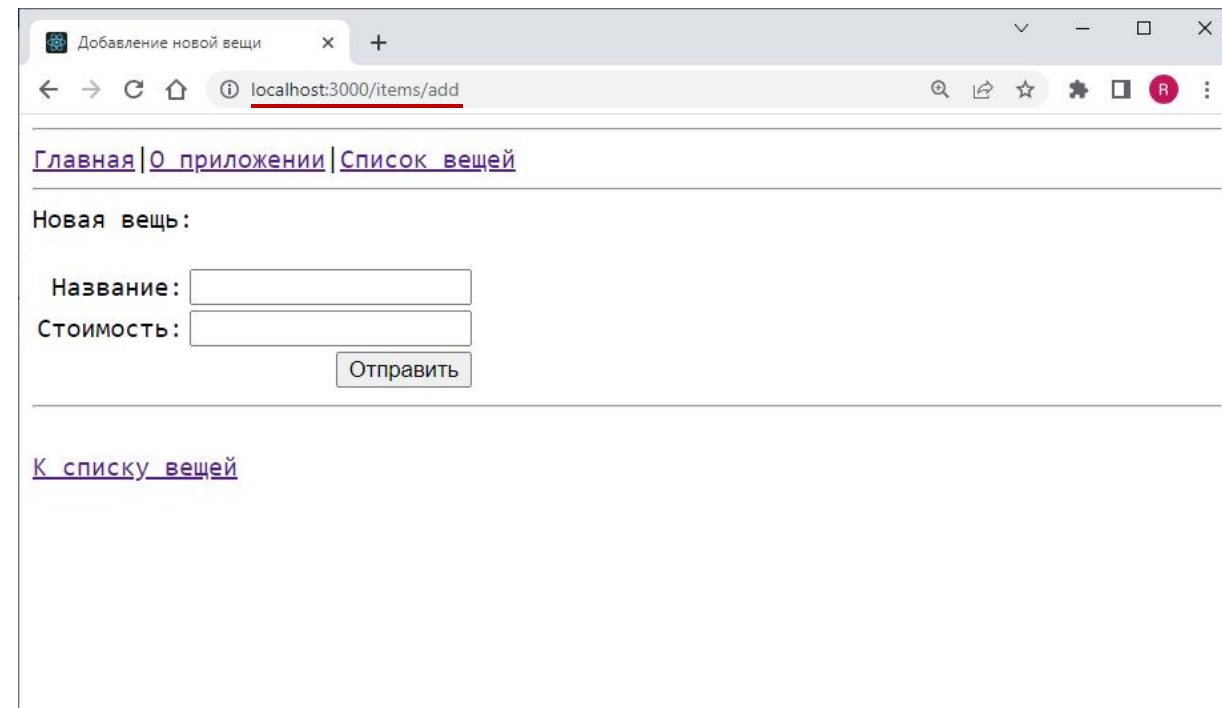 Добавление новой вещи
localhost:3000/items/add
R
Главная|О приложении|Список вещей
Новая вещь:
Название:
Стоимость:
Отправить
К списку вещей